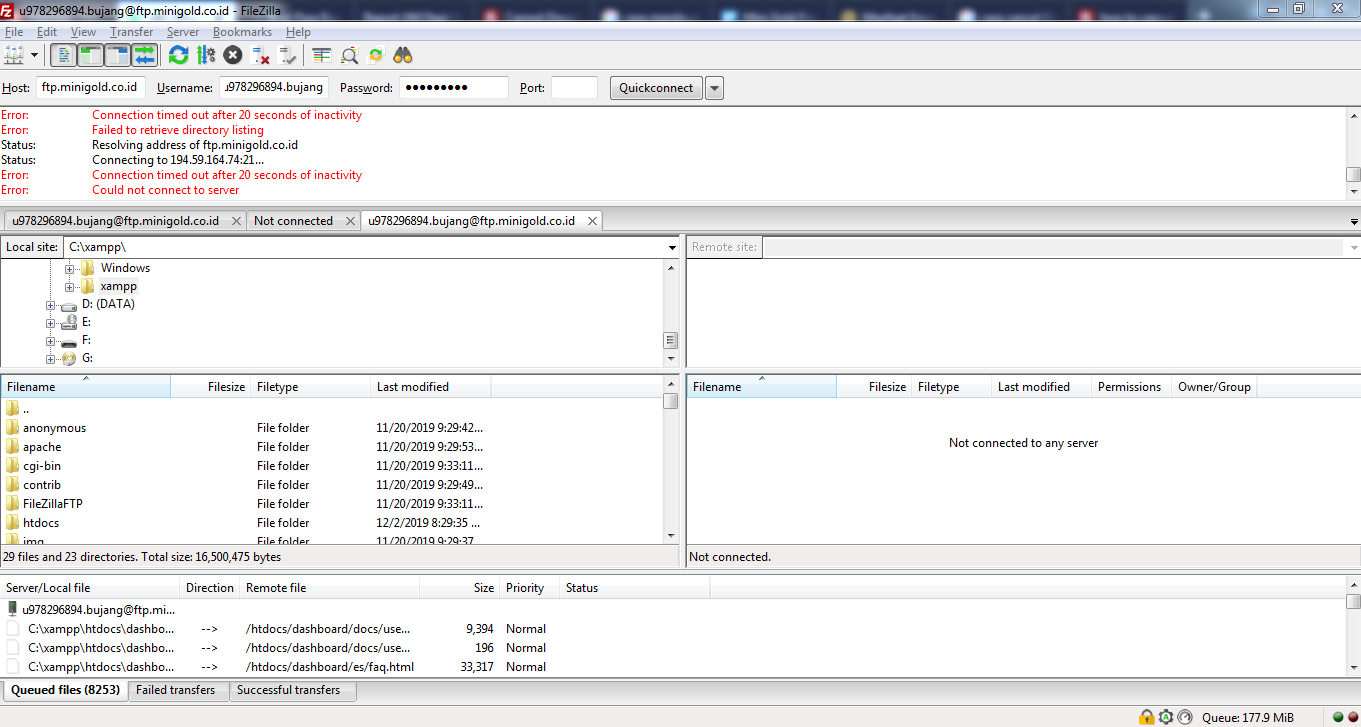 u978296894.bujang@ftp.minigold.co.id - FileZilla
File Edit View Transfer Server Bookmarks Help
Host: ftp.minigold.co.id Username: u978296894.bujang Password: ●●●●●●●●● Port: Quickconnect
Error: Connection timed out after 20 seconds of inactivity
Error: Failed to retrieve directory listing
Status: Resolving address of ftp.minigold.co.id
Status: Connecting to 194.59.164.74:21...
Error: Connection timed out after 20 seconds of inactivity
Error: Could not connect to server
u978296894.bujang@ftp.minigold.co.id Not connected u978296894.bujang@ftp.minigold.co.id
Local site: C:\xampp\ Remote site:
Windows
xampp
D: (DATA)
E:
F:
G:
Filename Filesize Filetype Last modified
..
anonymous File folder 11/20/2019 9:29:42...
apache File folder 11/20/2019 9:29:53...
cgi-bin File folder 11/20/2019 9:33:11...
contrib File folder 11/20/2019 9:29:49...
FileZillaFTP File folder 11/20/2019 9:33:11...
htdocs File folder 12/2/2019 8:29:35 ...
img File folder 11/20/2019 9:29:37
29 files and 23 directories. Total size: 16,500,475 bytes
Filename Filesize Filetype Last modified Permissions Owner/Group
Not connected to any server
Not connected.
Server/Local file Direction Remote file Size Priority Status
u978296894.bujang@ftp.mi...
C:\xampp\htdocs\dashbo... --> /htdocs/dashboard/docs/use... 9,394 Normal
C:\xampp\htdocs\dashbo... --> /htdocs/dashboard/docs/use... 196 Normal
C:\xampp\htdocs\dashbo... --> /htdocs/dashboard/es/faq.html 33,317 Normal
Queued files (8253) Failed transfers Successful transfers
Queue: 177.9 MiB